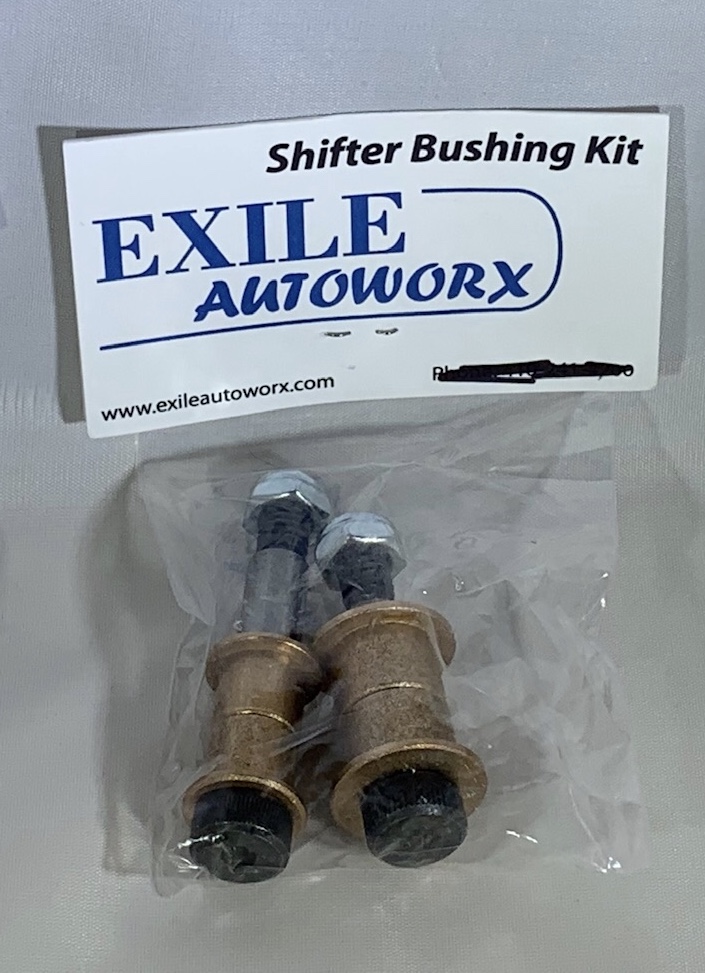 Shifter Bushing Kit
EXILE
AUTOWORX
www.exileautoworx.com